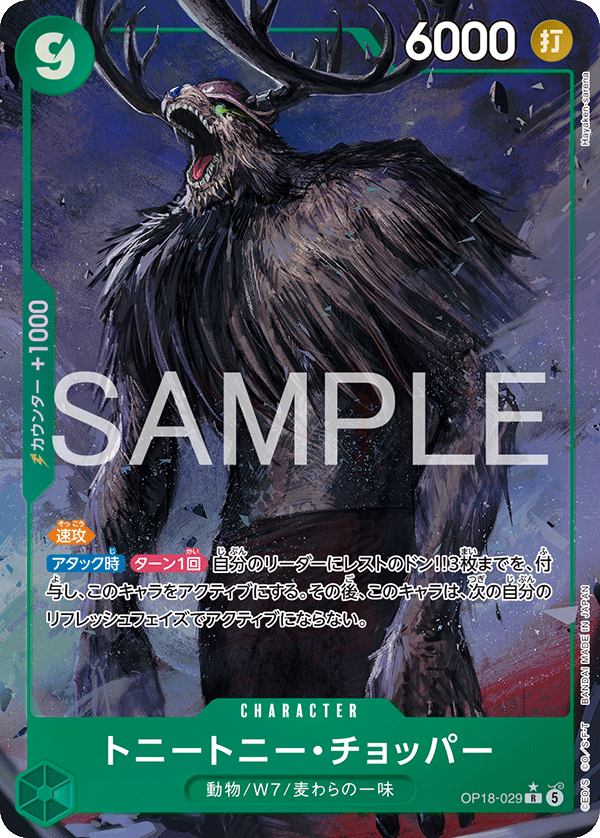 9
6000 打
Hayaken-sarena
カウンター +1000
SAMPLE
速攻
アタック時 ターン1回 自分のリーダーにレストのドン!!3枚までを、付
与し、このキャラをアクティブにする。その後、このキャラは、次の自分の
リフレッシュフェイズでアクティブにならない。
CHARACTER
トニートニー・チョッパー
動物/W7/麦わらの一味
OP18-029 R 5
©EO/S ©O/S・F・T BANDAI MADE IN JAPAN